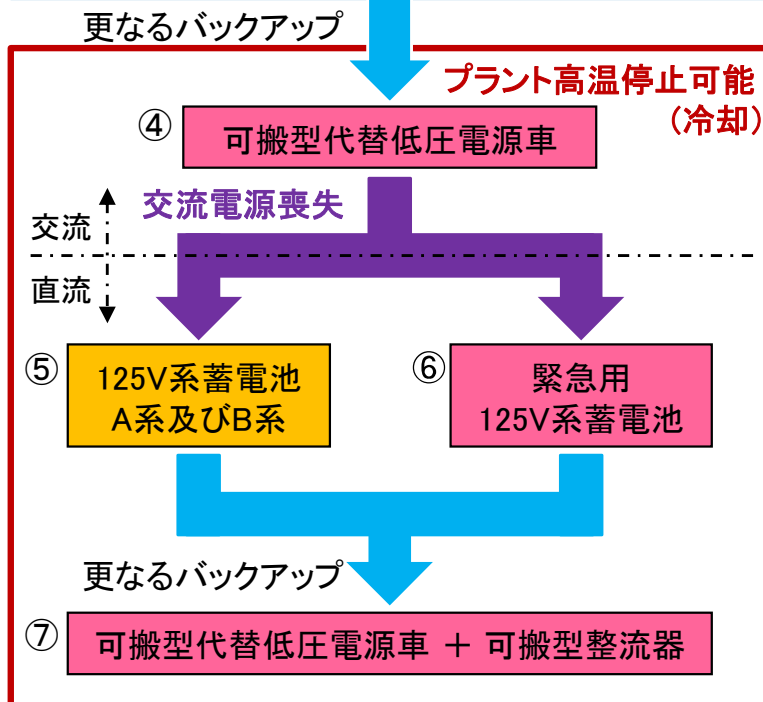 更なるバックアップ
プラント高温停止可能
（冷却）
④
可搬型代替低圧電源車
交流電源喪失
交流
直流
⑤
125V系蓄電池
A系及びB系
⑥
緊急用
125V系蓄電池
更なるバックアップ
⑦
可搬型代替低圧電源車 ＋ 可搬型整流器